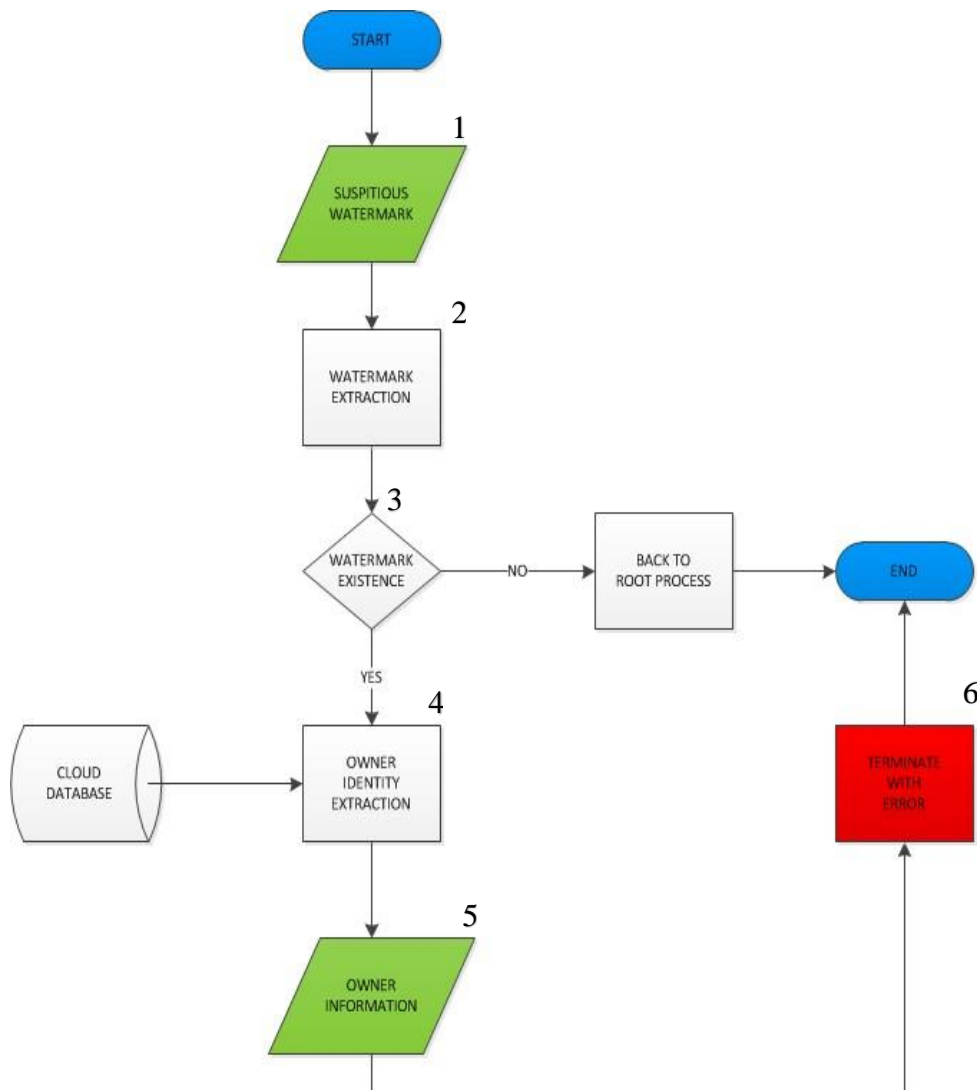 START
1
SUSPITIOUS
WATERMARK
2
WATERMARK
EXTRACTION
3
WATERMARK
EXISTENCE
NO
BACK TO
ROOT PROCESS
END
YES
4
OWNER
IDENTITY
EXTRACTION
CLOUD
DATABASE
5
OWNER
INFORMATION
6
TERMINATE
WITH
ERROR